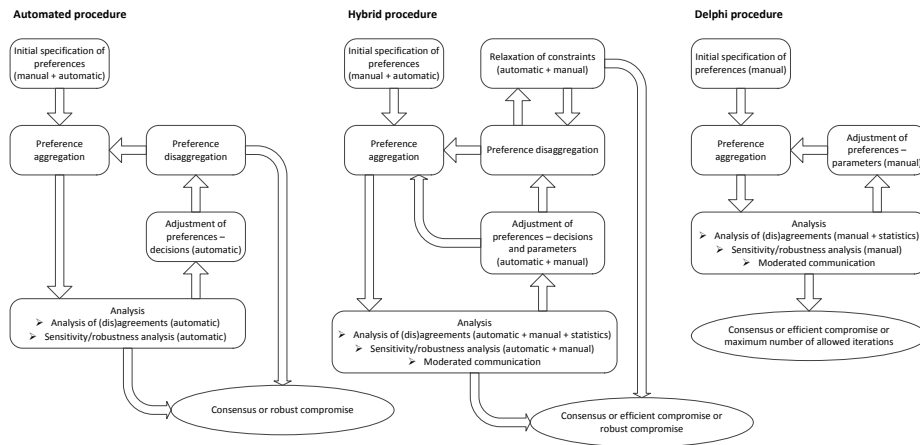 Automated procedure
Initial specification of
preferences
(manual + automatic)
Preference
aggregation
Preference
disaggregation
Adjustment of
preferences –
decisions (automatic)
Analysis
➢ Analysis of (dis)agreements (automatic)
➢ Sensitivity/robustness analysis (automatic)
Consensus or robust compromise
Hybrid procedure
Initial specification of
preferences
(manual + automatic)
Relaxation of constraints
(automatic + manual)
Preference
aggregation
Preference disaggregation
Adjustment of
preferences – decisions
and parameters
(automatic + manual)
Analysis
➢ Analysis of (dis)agreements (automatic + manual + statistics)
➢ Sensitivity/robustness analysis (automatic + manual)
➢ Moderated communication
Consensus or efficient compromise or
robust compromise
Delphi procedure
Initial specification of
preferences (manual)
Preference
aggregation
Adjustment of
preferences –
parameters (manual)
Analysis
➢ Analysis of (dis)agreements (manual + statistics)
➢ Sensitivity/robustness analysis (manual)
➢ Moderated communication
Consensus or efficient compromise or
maximum number of allowed iterations